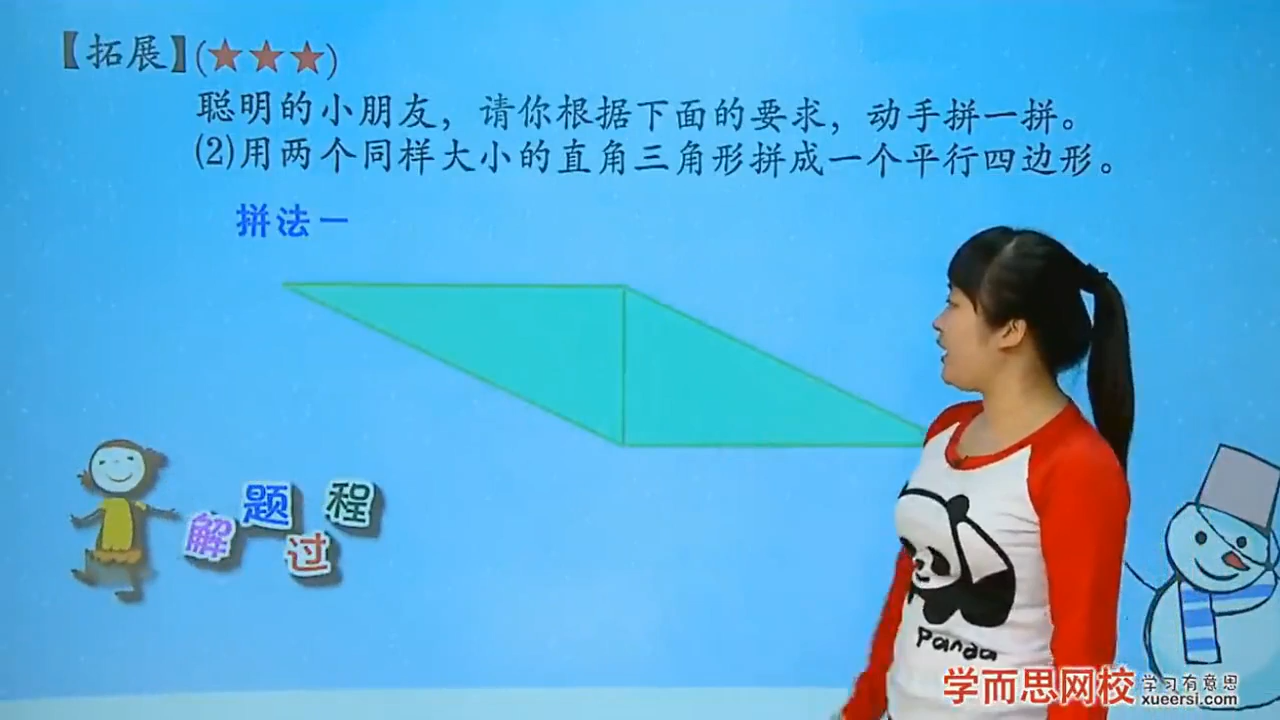 【拓展】(★★★)
聪明的小朋友，请你根据下面的要求，动手拼一拼。
(2)用两个同样大小的直角三角形拼成一个平行四边形。
拼法一
解题过程
Panda
学而思网校 学习有意思
xueersi.com